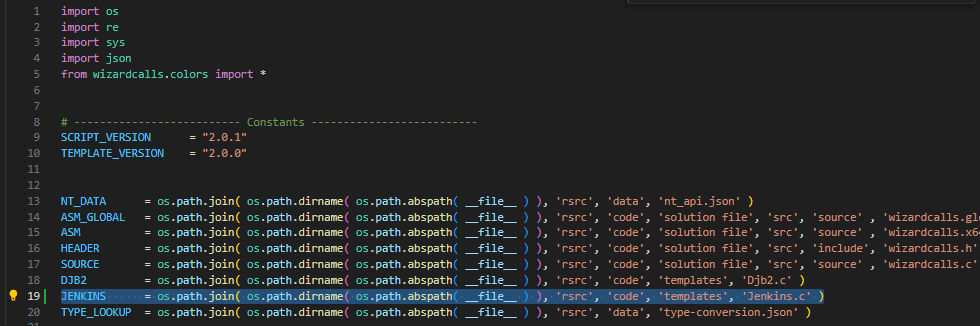 1 import os
2 import re
3 import sys
4 import json
5 from wizardcalls.colors import *
6
7
8 # -------------------------- Constants --------------------------
9 SCRIPT_VERSION      = "2.0.1"
10 TEMPLATE_VERSION    = "2.0.0"
11
12
13 NT_DATA      = os.path.join( os.path.dirname( os.path.abspath( __file__ ) ), 'rsrc', 'data', 'nt_api.json' )
14 ASM_GLOBAL   = os.path.join( os.path.dirname( os.path.abspath( __file__ ) ), 'rsrc', 'code', 'solution file', 'src', 'source' , 'wizardcalls.gl
15 ASM          = os.path.join( os.path.dirname( os.path.abspath( __file__ ) ), 'rsrc', 'code', 'solution file', 'src', 'source' , 'wizardcalls.x6
16 HEADER       = os.path.join( os.path.dirname( os.path.abspath( __file__ ) ), 'rsrc', 'code', 'solution file', 'src', 'include', 'wizardcalls.h'
17 SOURCE       = os.path.join( os.path.dirname( os.path.abspath( __file__ ) ), 'rsrc', 'code', 'solution file', 'src', 'source' , 'wizardcalls.c'
18 DJB2         = os.path.join( os.path.dirname( os.path.abspath( __file__ ) ), 'rsrc', 'code', 'templates', 'Djb2.c' )
19 JENKINS      = os.path.join( os.path.dirname( os.path.abspath( __file__ ) ), 'rsrc', 'code', 'templates', 'Jenkins.c' )
20 TYPE_LOOKUP  = os.path.join( os.path.dirname( os.path.abspath( __file__ ) ), 'rsrc', 'data', 'type-conversion.json' )